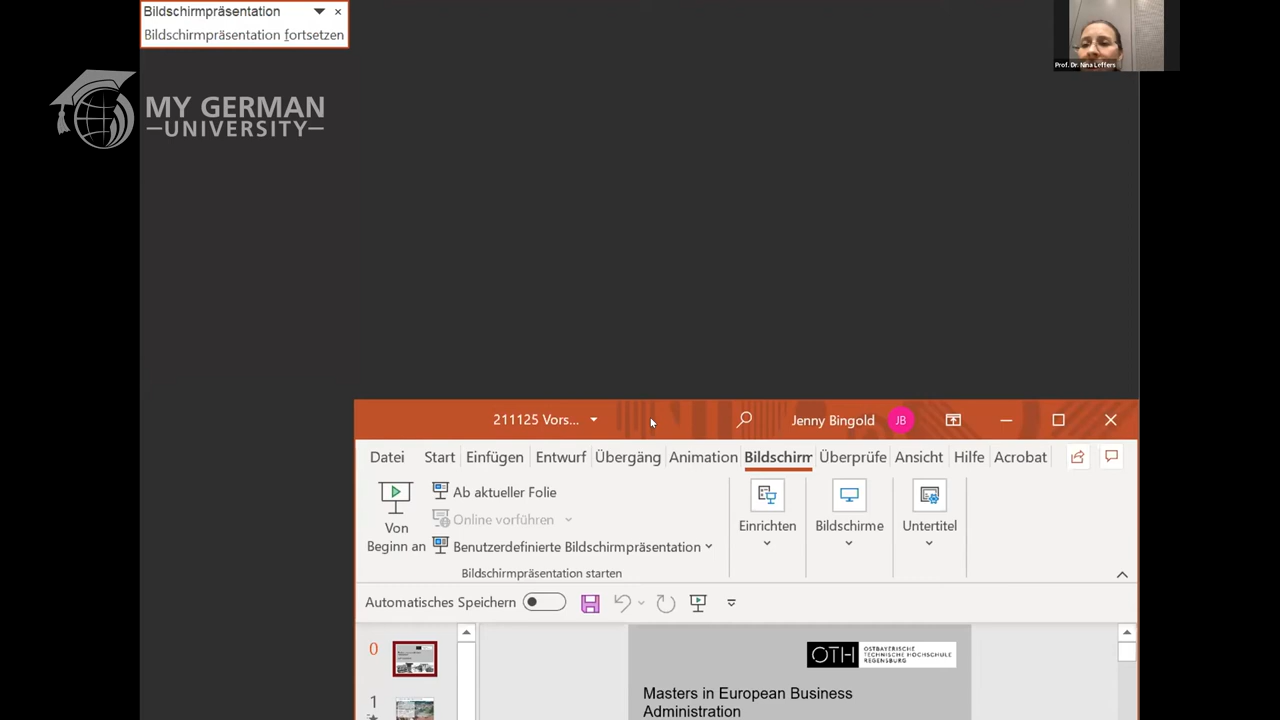 Bildschirmpräsentation
Bildschirmpräsentation fortsetzen
Prof. Dr. Nina Leffers
MY GERMAN
UNIVERSITY
211125 Vors...
Jenny Bingold
JB
Datei
Start
Einfügen
Entwurf
Übergäng
Animation
Bildschirm
Überprüfe
Ansicht
Hilfe
Acrobat
Von
Beginn an
Ab aktueller Folie
Online vorführen
Benutzerdefinierte Bildschirmpräsentation
Bildschirmpräsentation starten
Einrichten
Bildschirme
Untertitel
Automatisches Speichern
0
1
OTH
OSTBAYERISCHE
TECHNISCHE HOCHSCHULE
REGENSBURG
Masters in European Business
Administration